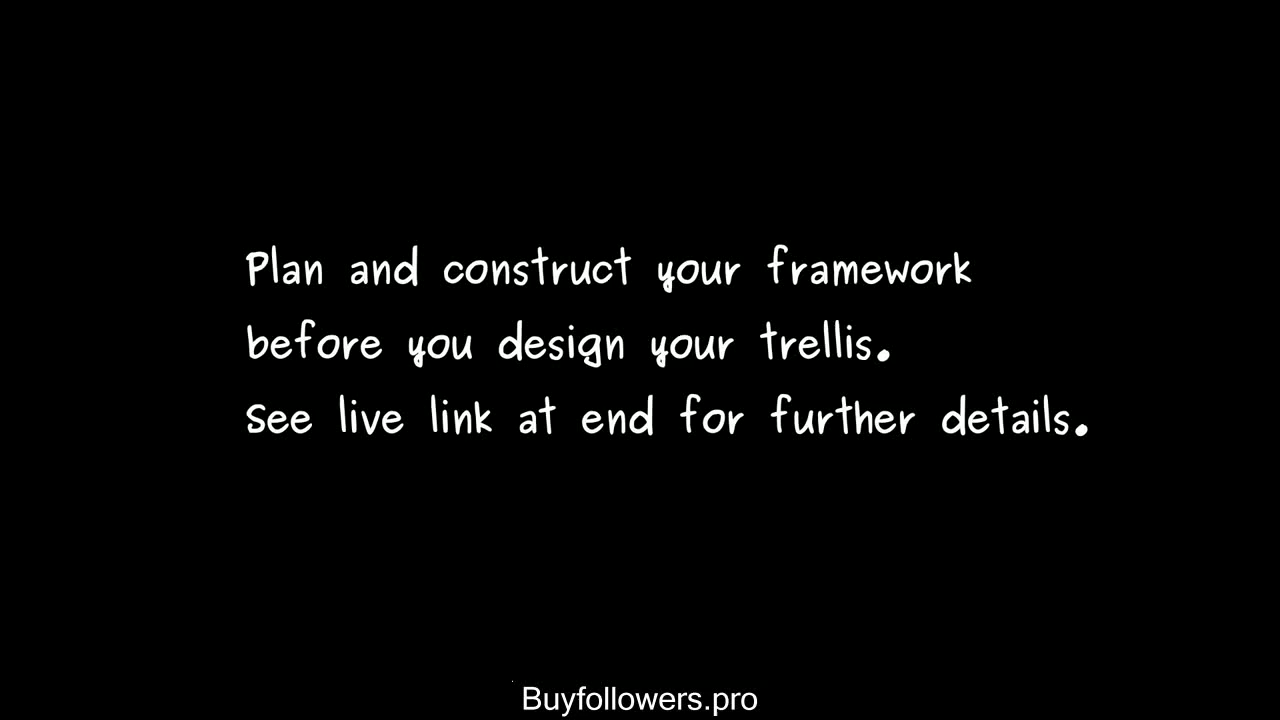 Plan and construct your framework
before you design your trellis.
See live link at end for further details.
Buyfollowers.pro